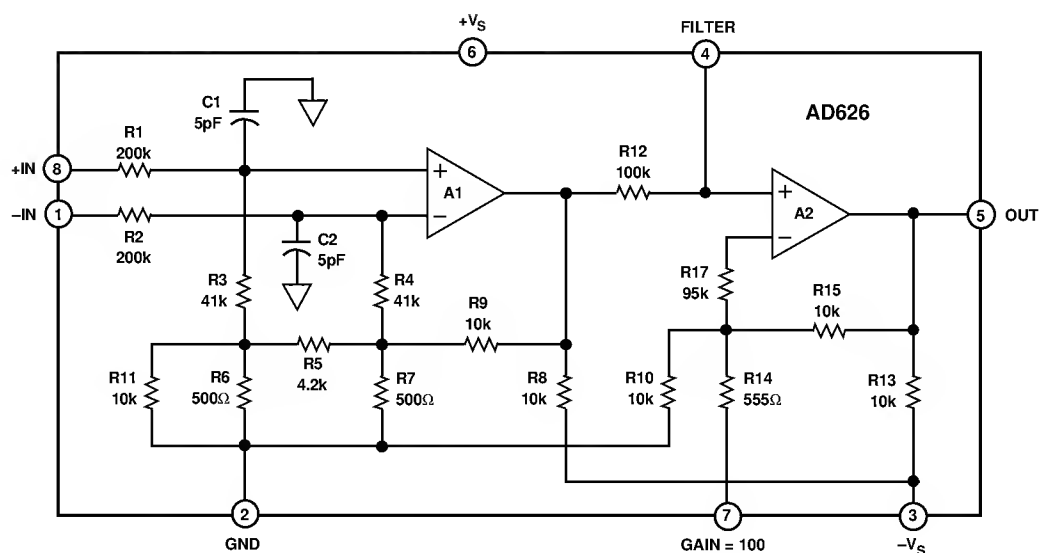 +VS
6
FILTER
4
AD626
C1
5pF
R1
200k
+IN
8
R12
100k
+
A1
−
+
A2
−
−IN
1
R2
200k
C2
5pF
5
OUT
R17
95k
R3
41k
R4
41k
R9
10k
R15
10k
R5
4.2k
R11
10k
R6
500Ω
R7
500Ω
R8
10k
R10
10k
R14
555Ω
R13
10k
2
GND
7
GAIN = 100
3
−VS